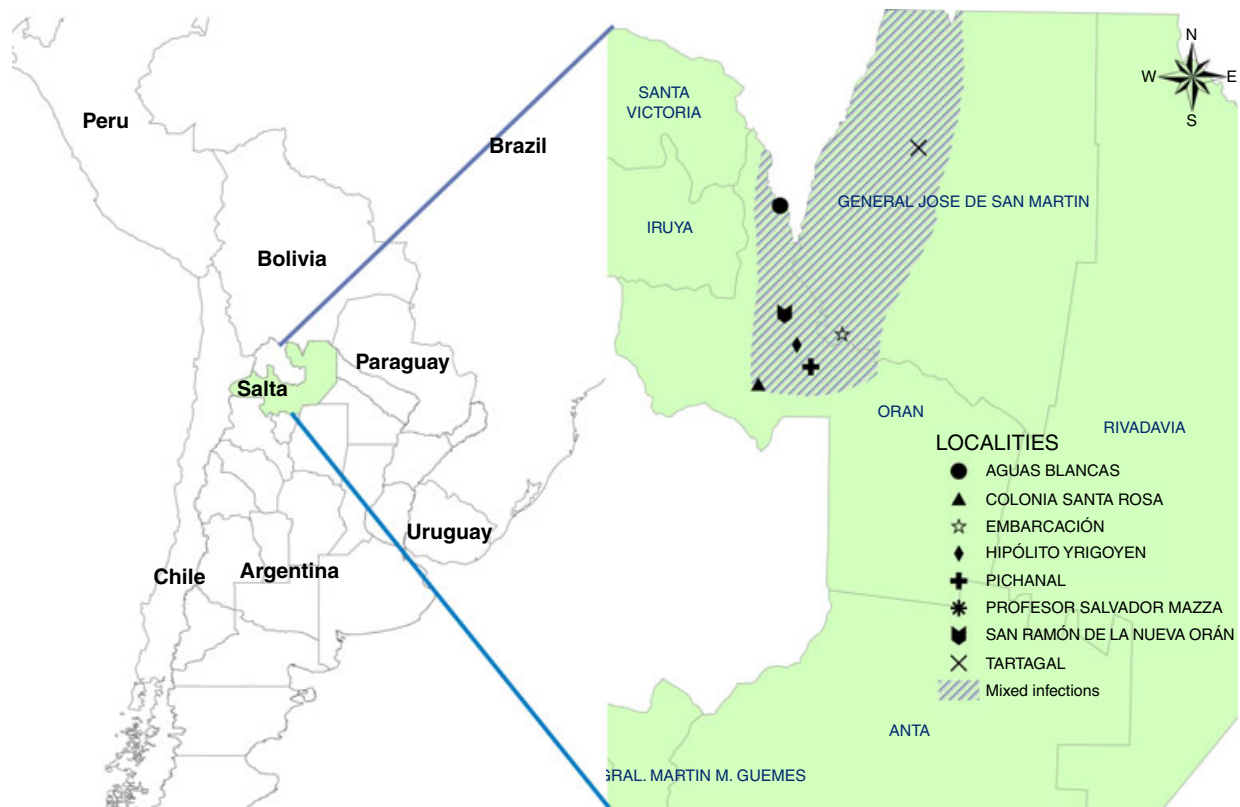 Peru
Brazil
Bolivia
Paraguay
Salta
Uruguay
Chile
Argentina
N
W
E
S
SANTA
VICTORIA
IRUYA
GENERAL JOSE DE SAN MARTIN
ORAN
RIVADAVIA
LOCALITIES
AGUAS BLANCAS
COLONIA SANTA ROSA
EMBARCACIÓN
HIPÓLITO YRIGOYEN
PICHANAL
PROFESOR SALVADOR MAZZA
SAN RAMÓN DE LA NUEVA ORÁN
TARTAGAL
Mixed infections
ANTA
GRAL. MARTIN M. GUEMES